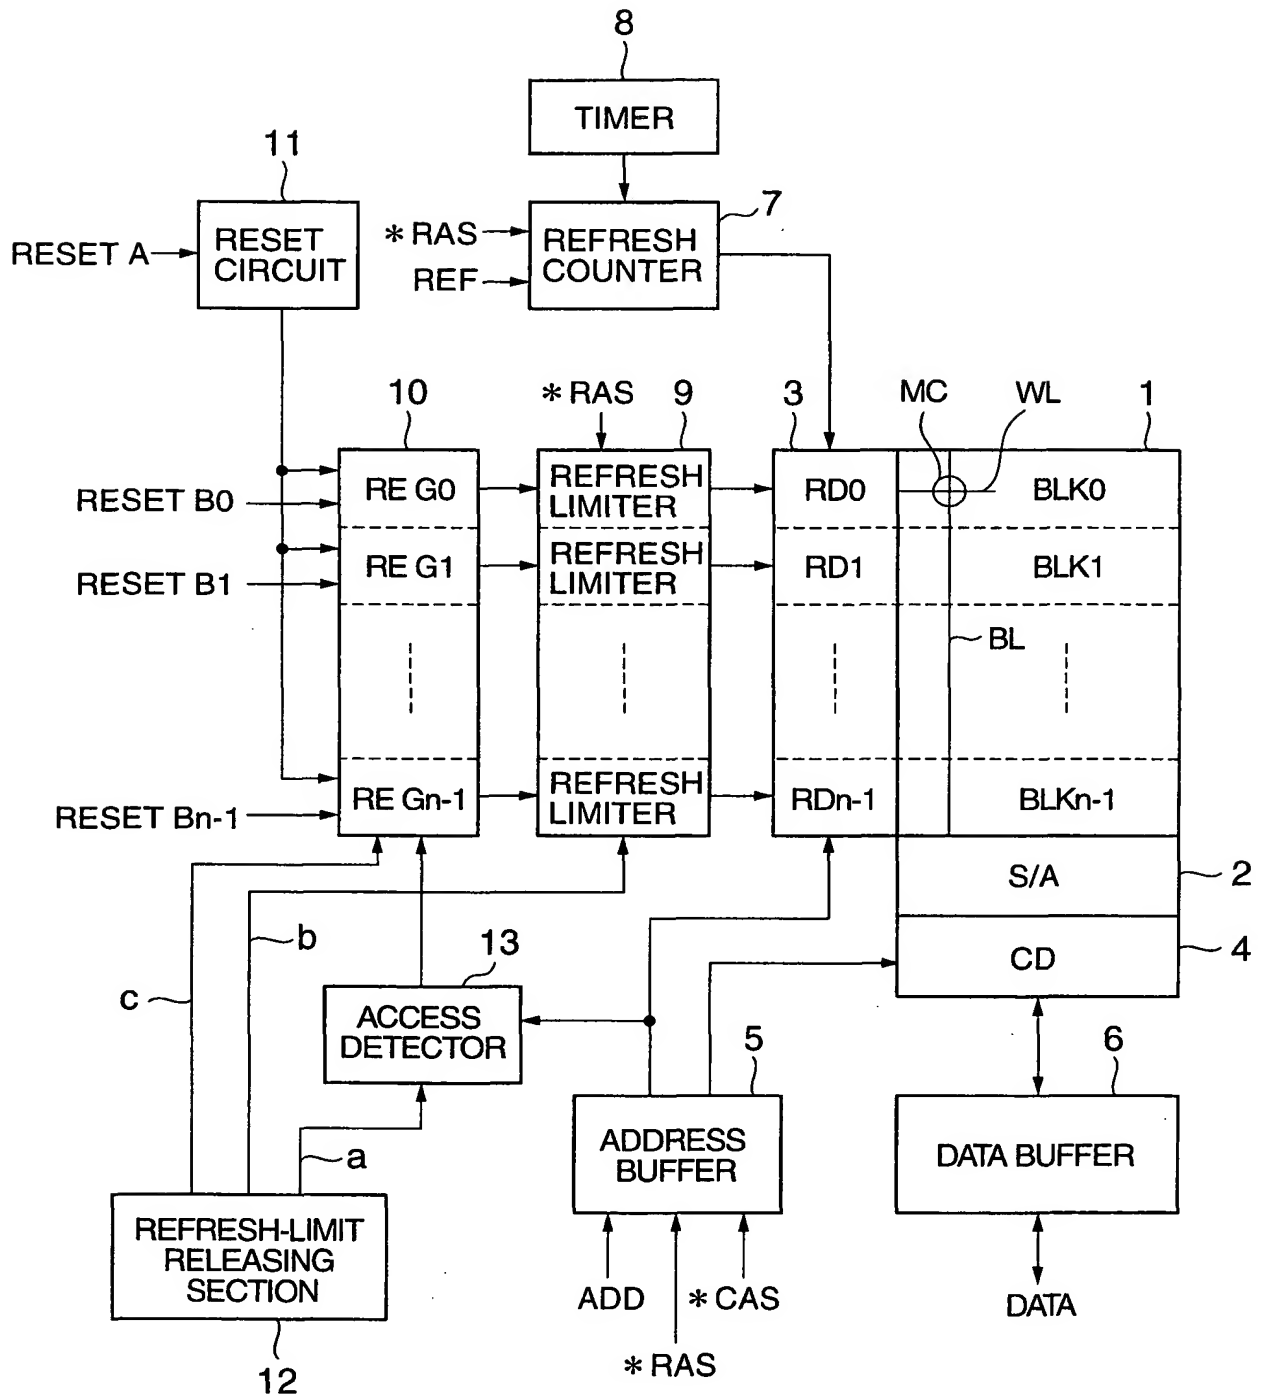 8
TIMER
11
7
RESET A
RESET
CIRCUIT
*RAS
REF
REFRESH
COUNTER
10
*RAS
9
3
MC
WL
1
RESET B0
RE G0
REFRESH
LIMITER
RD0
BLK0
RESET B1
RE G1
REFRESH
LIMITER
RD1
BLK1
BL
RESET Bn-1
RE Gn-1
REFRESH
LIMITER
RDn-1
BLKn-1
S/A
2
b
13
CD
4
c
ACCESS
DETECTOR
5
6
a
ADDRESS
BUFFER
DATA BUFFER
REFRESH-LIMIT
RELEASING
SECTION
ADD
*CAS
DATA
*RAS
12